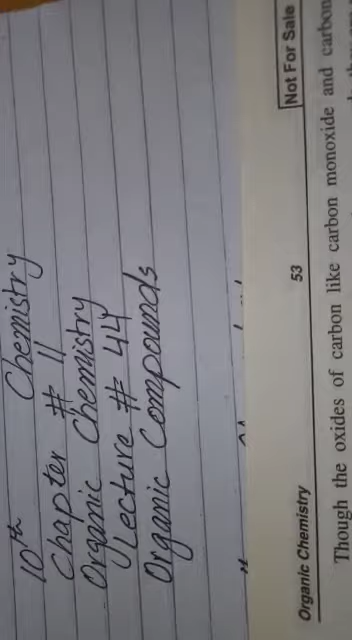 10th Chemistry
Chapter # 11
Organic Chemistry
Lecture # 44
Organic Compounds
Not For Sale
Organic Chemistry 53
Though the oxides of carbon like carbon monoxide and carbon